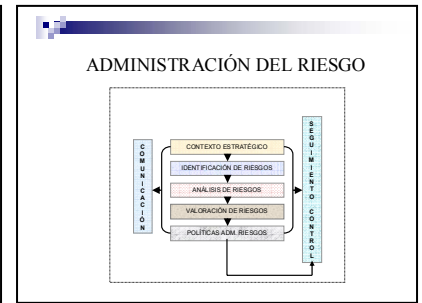 ADMINISTRACIÓN DEL RIESGO
COMUNICACIÓN
CONTEXTO ESTRATÉGICO
IDENTIFICACIÓN DE RIESGOS
ANÁLISIS DE RIESGOS
VALORACIÓN DE RIESGOS
POLÍTICAS ADM. RIESGOS
SEGUIMIENTO CONTROL